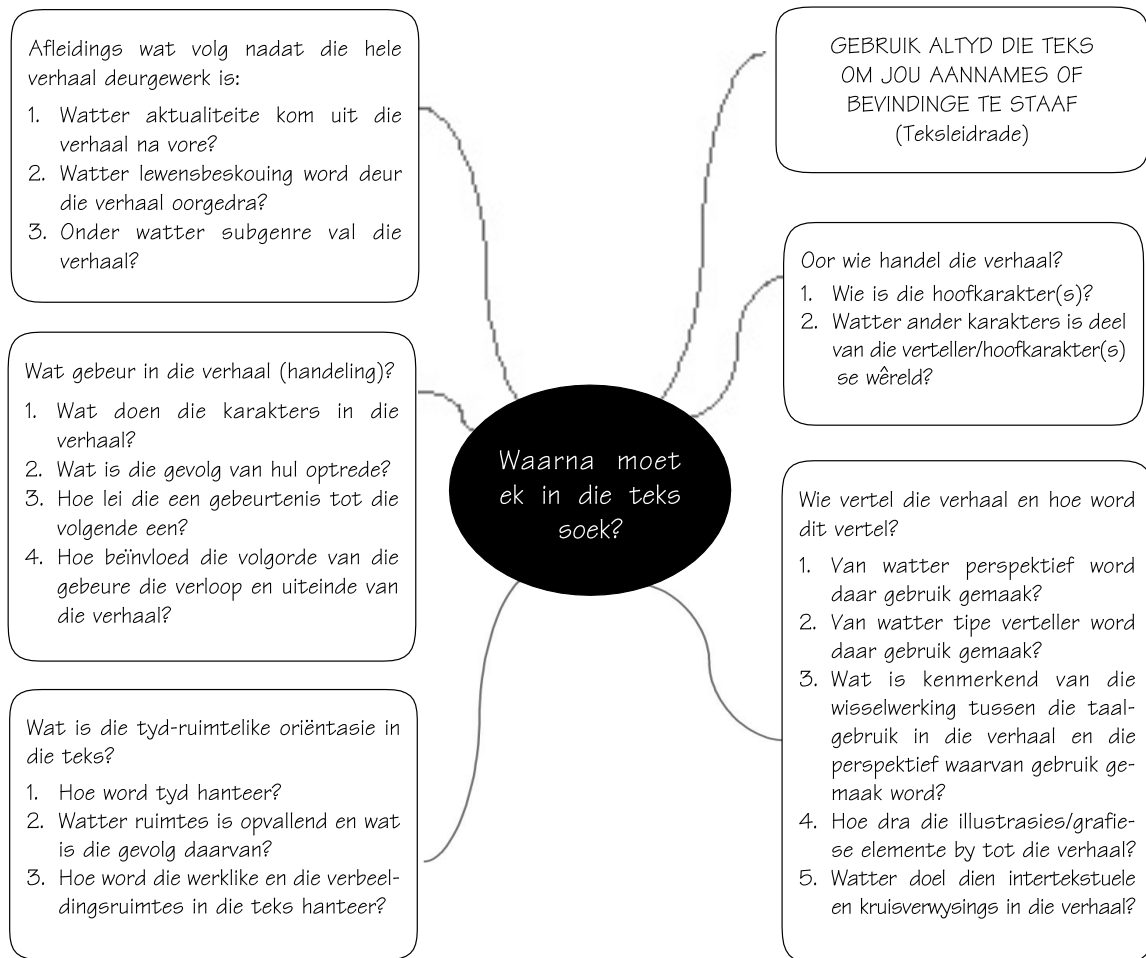 Waarna moet
ek in die teks
soek?
GEBRUIK ALTYD DIE TEKS
OM JOU AANNAMES OF
BEVINDINGE TE STAAF
(Teksleidrade)
Oor wie handel die verhaal?
1. Wie is die hoofkarakter(s)?
2. Watter ander karakters is deel
van die verteller/hoofkarakter(s)
se wêreld?
Wie vertel die verhaal en hoe word
dit vertel?
1. Van watter perspektief word
daar gebruik gemaak?
2. Van watter tipe verteller word
daar gebruik gemaak?
3. Wat is kenmerkend van die
wisselwerking tussen die taal-
gebruik in die verhaal en die
perspektief waarvan gebruik ge-
maak word?
4. Hoe dra die illustrasies/grafie-
se elemente by tot die verhaal?
5. Watter doel dien intertekstuele
en kruisverwysings in die verhaal?
Wat is die tyd-ruimtelike oriëntasie in
die teks?
1. Hoe word tyd hanteer?
2. Watter ruimtes is opvallend en wat
is die gevolg daarvan?
3. Hoe word die werklike en die verbeel-
dingsruimtes in die teks hanteer?
Wat gebeur in die verhaal (handeling)?
1. Wat doen die karakters in die
verhaal?
2. Wat is die gevolg van hul optrede?
3. Hoe lei die een gebeurtenis tot die
volgende een?
4. Hoe beïnvloed die volgorde van die
gebeure die verloop en uiteinde van
die verhaal?
Afleidings wat volg nadat die hele
verhaal deurgewerk is:
1. Watter aktualiteite kom uit die
verhaal na vore?
2. Watter lewensbeskouing word deur
die verhaal oorgedra?
3. Onder watter subgenre val die
verhaal?